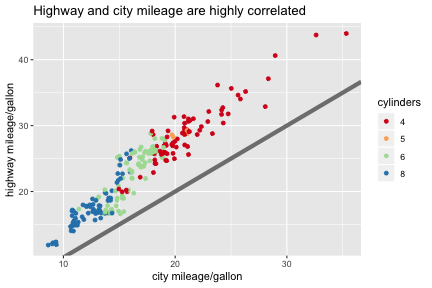 Highway and city mileage are highly correlated
highway mileage/gallon
40
30
20
10
20
30
city mileage/gallon
cylinders
4
5
6
8